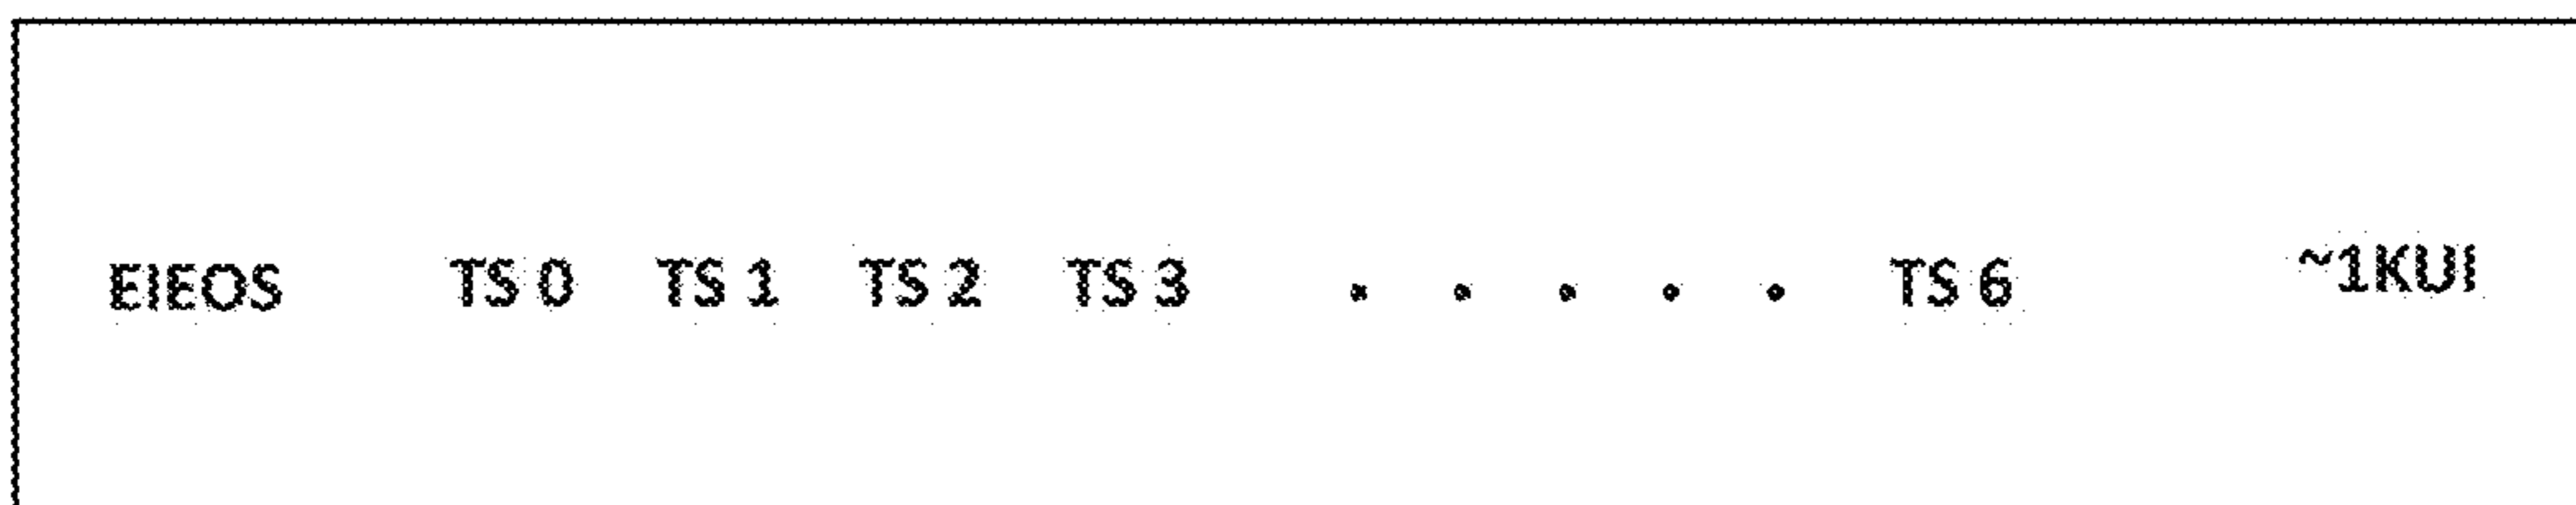 EIEOS TS 0 TS 1 TS 2 TS 3 . . . . . TS 6 ~1KUI